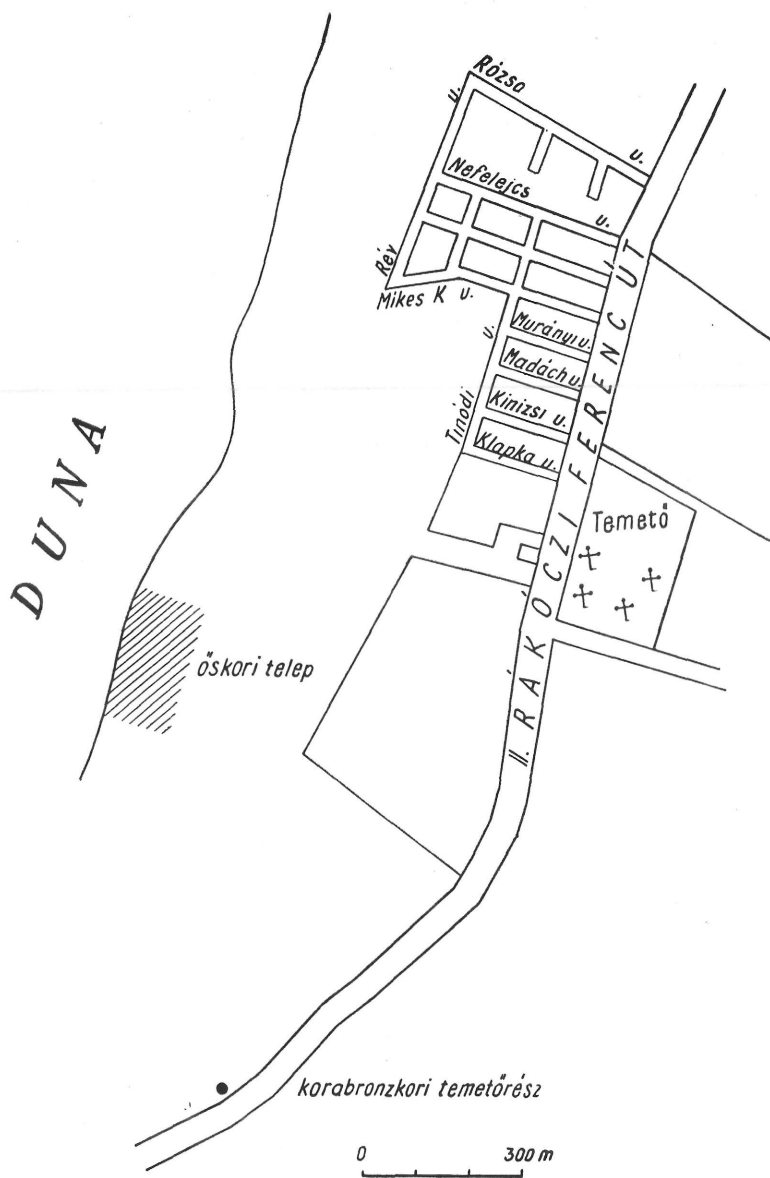 Rózsa u.
u.
Nefelejcs u.
Rév
Mikes K u.
DUNA
Murányi u.
Madách u.
Kinizsi u.
Klapka u.
Tinódi u.
II. RÁKÓCZI FERENC ÚT
Temető
őskori telep
korabronzkori temetőrész
0 300 m